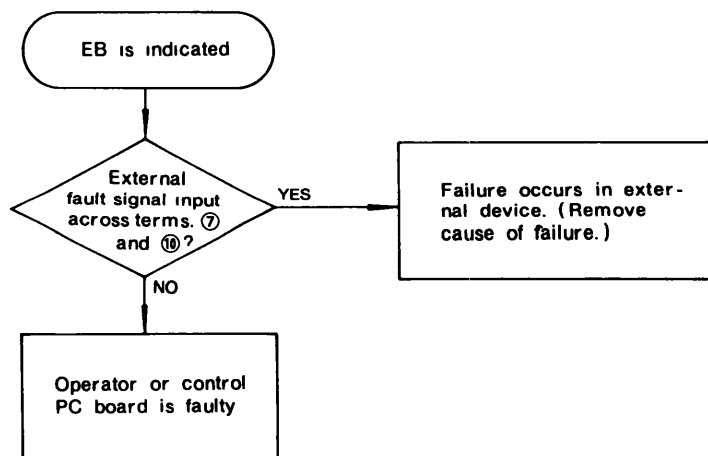 EB is indicated
External
fault signal input
across terms. ⑦
and ⑩?
YES
Failure occurs in exter-
nal device. (Remove
cause of failure.)
NO
Operator or control
PC board is faulty